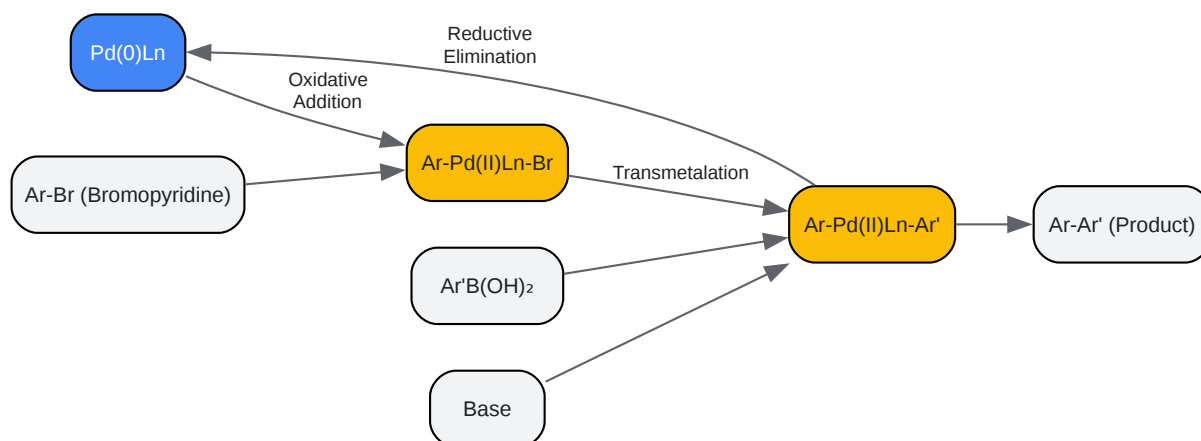 Reductive
Elimination
Pd(0)Ln
Oxidative
Addition
Ar-Pd(II)Ln-Br
Ar-Br (Bromopyridine)
Transmetalation
Ar-Pd(II)Ln-Ar'
Ar-Ar' (Product)
Ar'B(OH)₂
Base